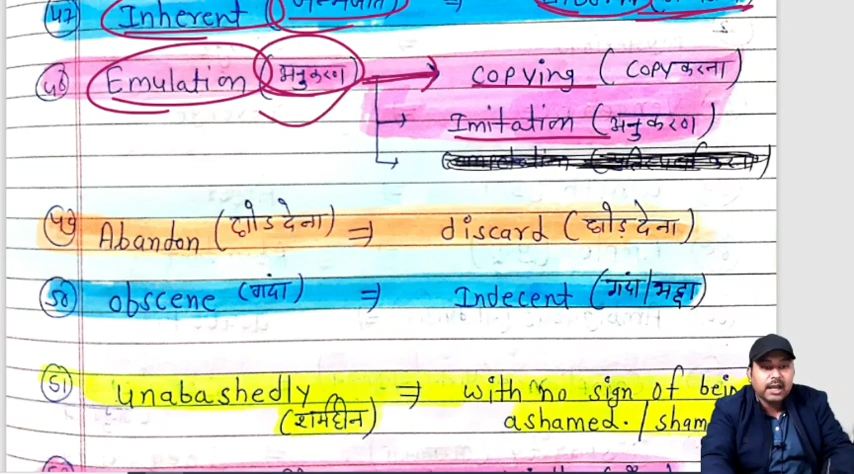 47) Inherent
48) Emulation (अनुकरण) → copying (copy करना)
→ Imitation (अनुकरण)
49) Abandon (छोड देना) ⇒ discard (छोड़ देना)
50) obscene (गंदा) ⇒ Indecent (गंदा/भद्दा)
51) unabashedly ⇒ with no sign of bein
(शर्महीन) ashamed. / sham